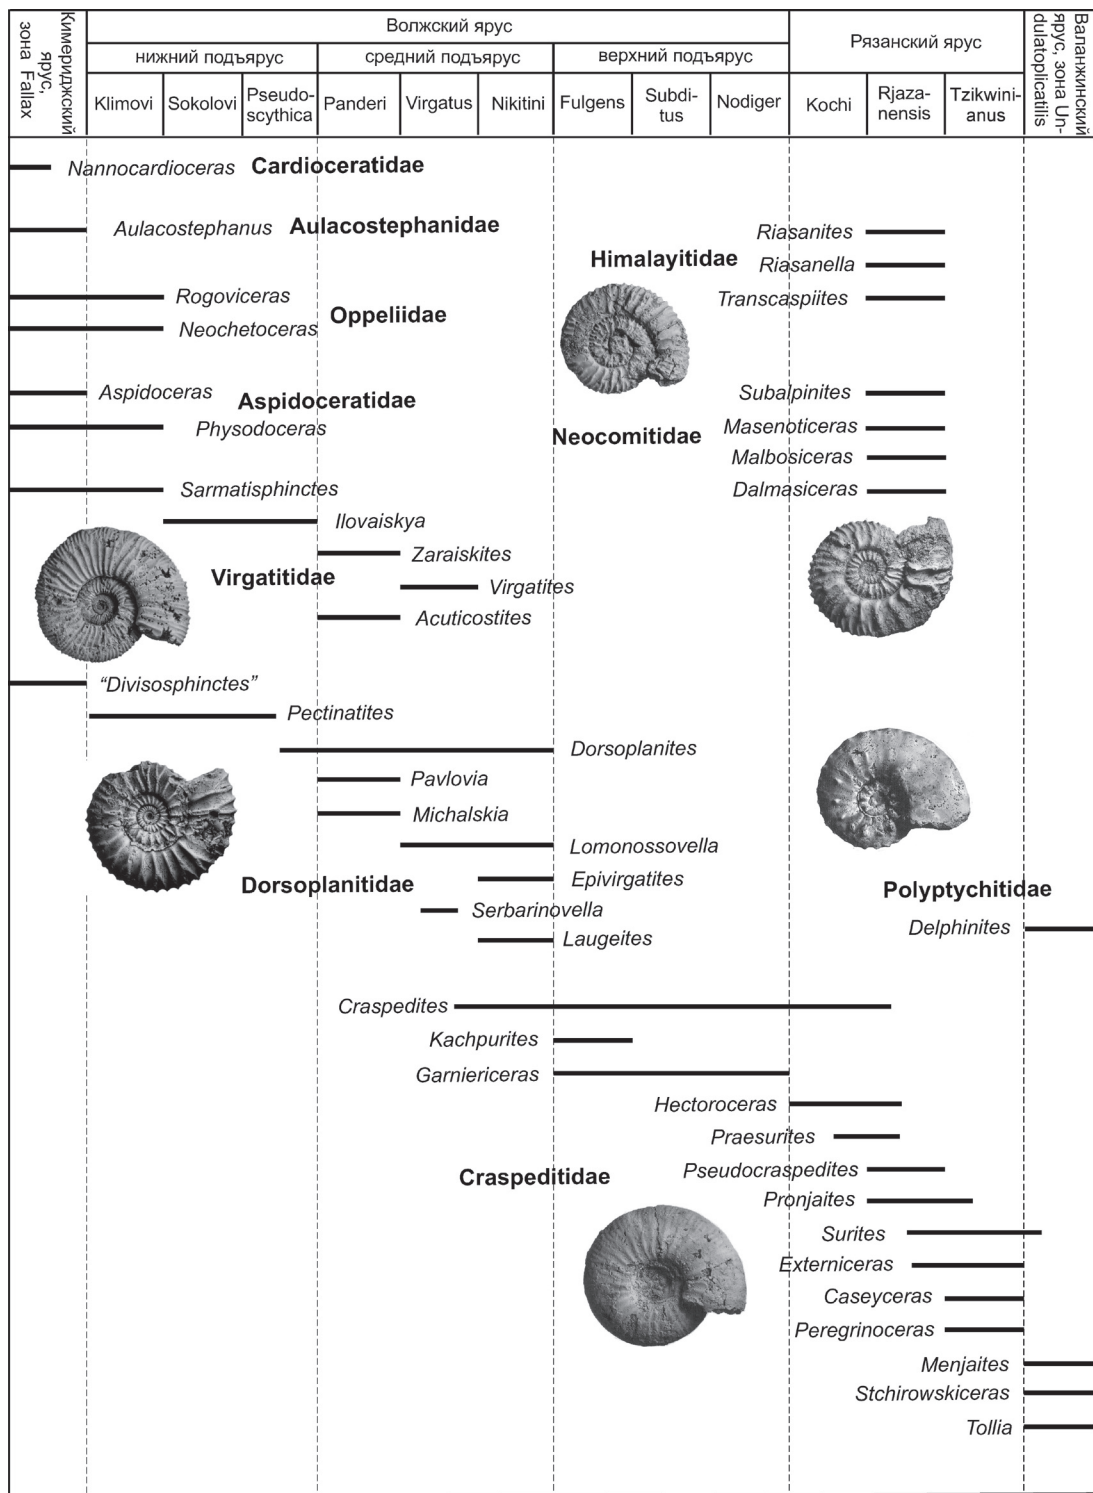 Кимериджский
ярус,
зона Fallax
Волжский ярус
нижний подъярус
средний подъярус
верхний подъярус
Рязанский ярус
Валанжинский
ярус, зона Un-
dulatoplicatilis
Klimovi
Sokolovi
Pseudo-
scythica
Panderi
Virgatus
Nikitini
Fulgens
Subdi-
tus
Nodiger
Kochi
Rjaza-
nensis
Tzikwini-
anus
Nannocardioceras
Cardioceratidae
Aulacostephanus
Aulacostephanidae
Riasanites
Himalayitidae
Riasanella
Rogoviceras
Transcaspiites
Oppeliidae
Neochetoceras
Aspidoceras
Aspidoceratidae
Subalpinites
Physodoceras
Neocomitidae
Masenoticeras
Malbosiceras
Sarmatisphinctes
Dalmasiceras
Ilovaiskya
Zaraiskites
Virgatitidae
Virgatites
Acuticostites
“Divisosphinctes”
Pectinatites
Dorsoplanites
Pavlovia
Michalskia
Lomonossovella
Dorsoplanitidae
Epivirgatites
Polyptychitidae
Serbarinovella
Delphinites
Laugeites
Craspedites
Kachpurites
Garniericeras
Hectoroceras
Praesurites
Craspeditidae
Pseudocraspedites
Pronjaites
Surites
Externiceras
Caseyceras
Peregrinoceras
Menjaites
Stchirowskiceras
Tollia